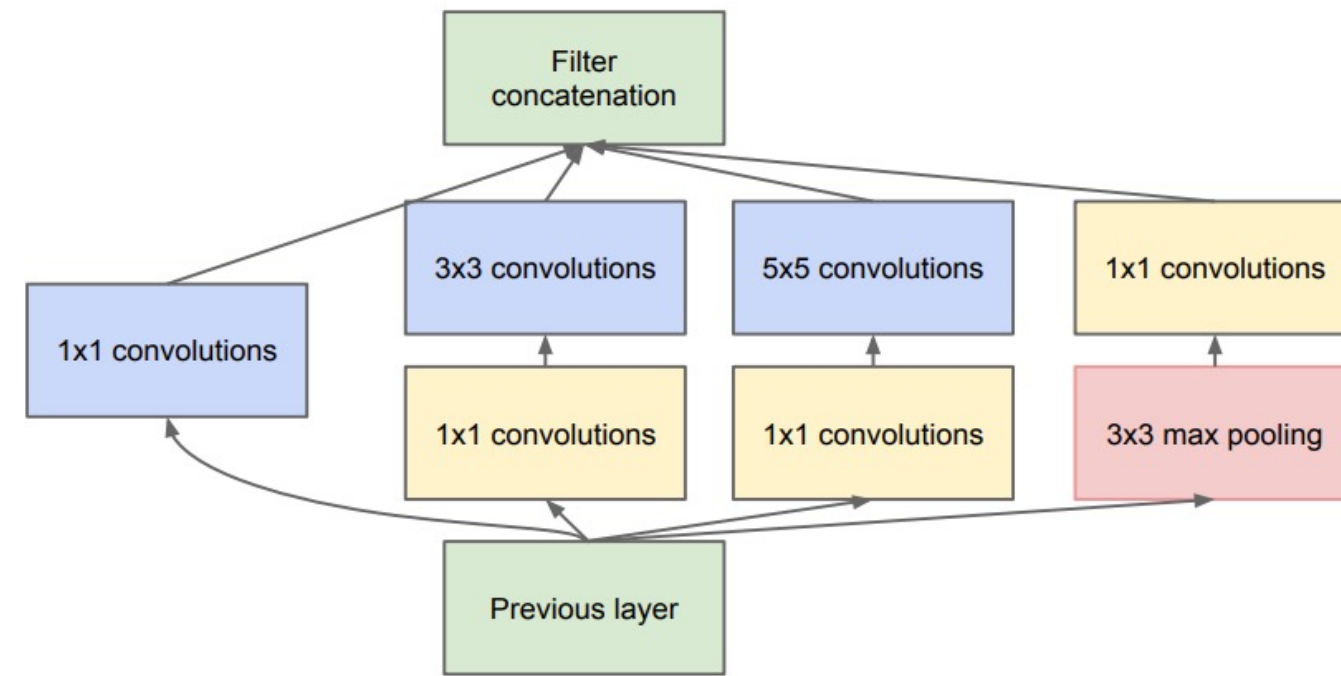 Filter
concatenation
3x3 convolutions
5x5 convolutions
1x1 convolutions
1x1 convolutions
1x1 convolutions
1x1 convolutions
3x3 max pooling
Previous layer